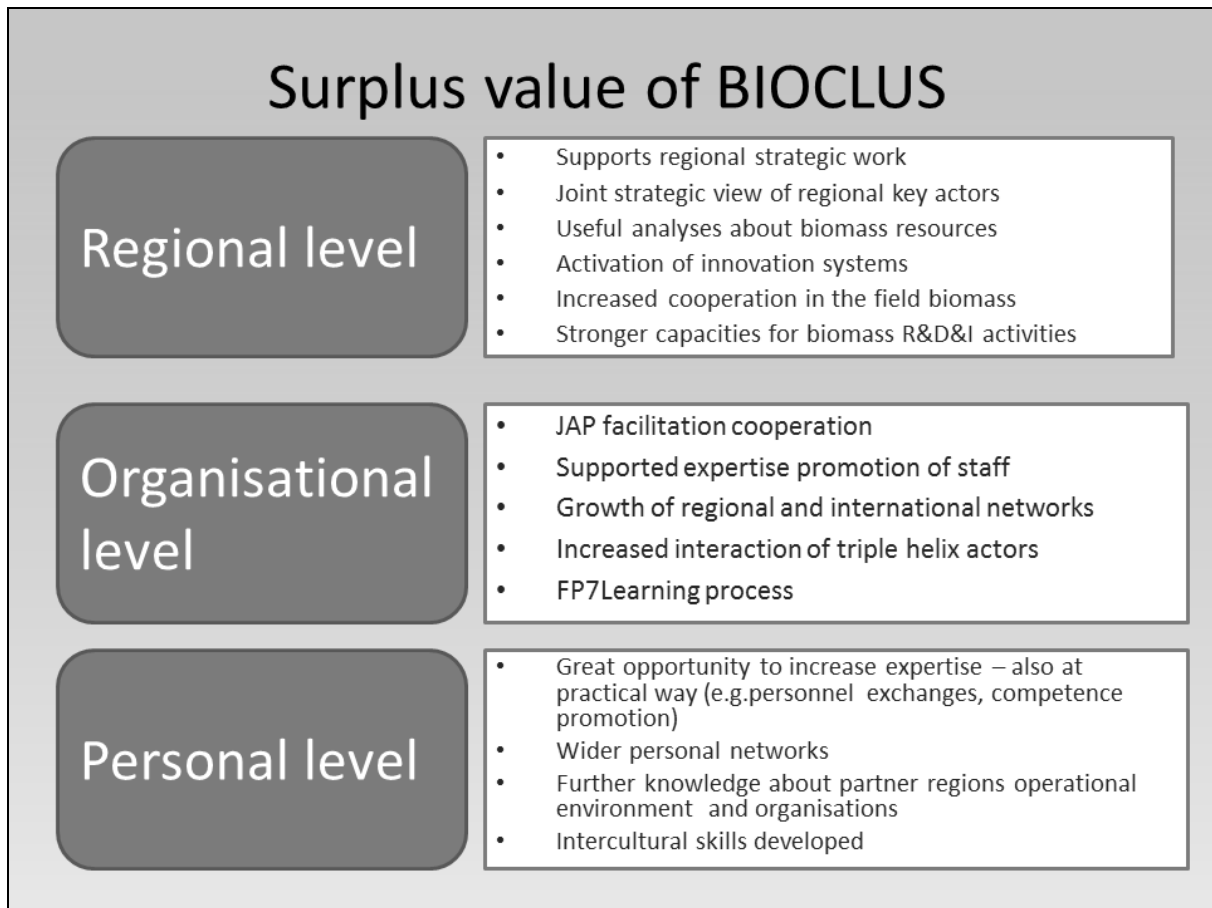 Surplus value of BIOCLUS
Regional level
• Supports regional strategic work
• Joint strategic view of regional key actors
• Useful analyses about biomass resources
• Activation of innovation systems
• Increased cooperation in the field biomass
• Stronger capacities for biomass R&D&I activities
Organisational
level
• JAP facilitation cooperation
• Supported expertise promotion of staff
• Growth of regional and international networks
• Increased interaction of triple helix actors
• FP7Learning process
Personal level
• Great opportunity to increase expertise – also at
practical way (e.g.personnel exchanges, competence
promotion)
• Wider personal networks
• Further knowledge about partner regions operational
environment and organisations
• Intercultural skills developed